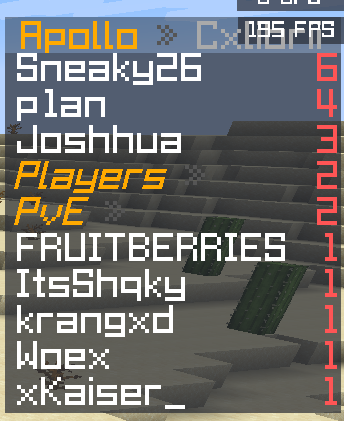 195 FPS
Apollo »
Sneaky26 6
plan 4
Joshhua 3
Players » 2
PvE » 2
FRUITBERRIES 1
ItsShqky 1
krangxd 1
Woex 1
xKaiser_ 1